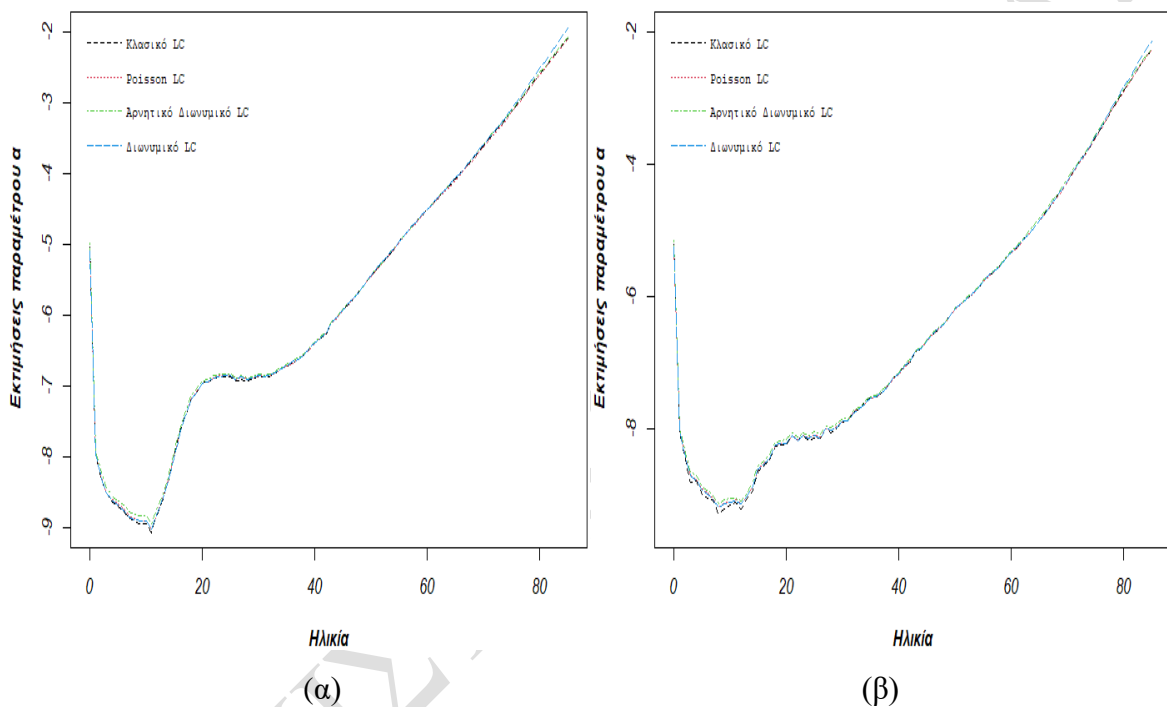 -2
-3
-4
-5
-6
-7
-8
-9
Εκτιμήσεις παραμέτρου α
Κλασικό LC
Poisson LC
Αρνητικό Διωνυμικό LC
Διωνυμικό LC
0 20 40 60 80
Ηλικία
(α)
-2
-4
-6
-8
Εκτιμήσεις παραμέτρου α
Κλασικό LC
Poisson LC
Αρνητικό Διωνυμικό LC
Διωνυμικό LC
0 20 40 60 80
Ηλικία
(β)